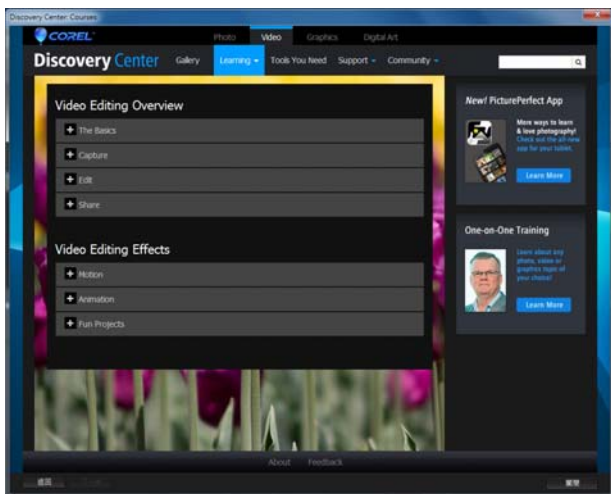 Discovery Center: Courses
COREL
Photo Video Graphics Digital Art
Discovery Center Gallery Learning Tools You Need Support Community
Video Editing Overview
The Basics
Capture
Edit
Share
Video Editing Effects
Motion
Animation
Fun Projects
New! PicturePerfect App
More ways to learn
& love photography!
Check out the all-new
app for your tablet.
Learn More
One-on-One Training
Learn about any
photo, video or
graphics topic of
your choice!
Learn More
About Feedback
返回